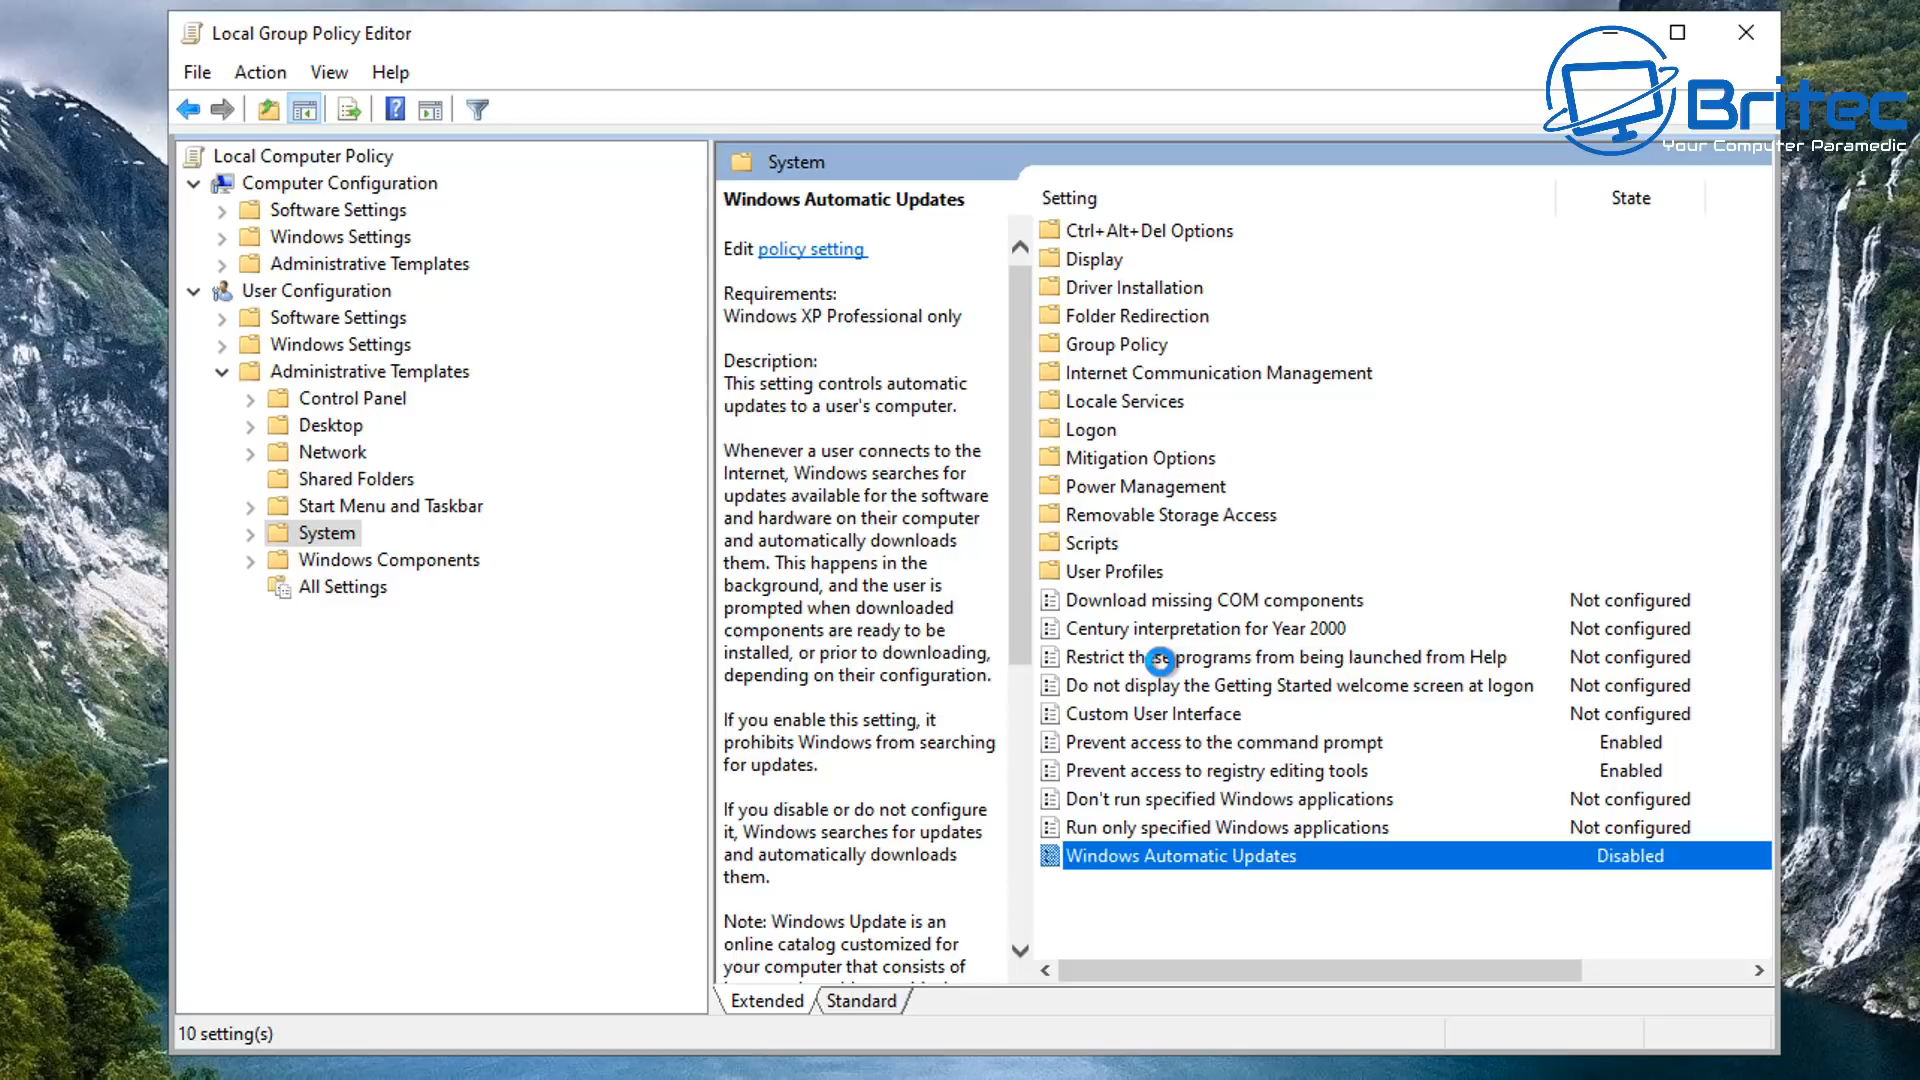 Local Group Policy Editor
File Action View Help
Britec
Your Computer Paramedic
Local Computer Policy
Computer Configuration
Software Settings
Windows Settings
Administrative Templates
User Configuration
Software Settings
Windows Settings
Administrative Templates
Control Panel
Desktop
Network
Shared Folders
Start Menu and Taskbar
System
Windows Components
All Settings
System
Windows Automatic Updates
Edit policy setting
Requirements:
Windows XP Professional only
Description:
This setting controls automatic
updates to a user's computer.
Whenever a user connects to the
Internet, Windows searches for
updates available for the software
and hardware on their computer
and automatically downloads
them. This happens in the
background, and the user is
prompted when downloaded
components are ready to be
installed, or prior to downloading,
depending on their configuration.
If you enable this setting, it
prohibits Windows from searching
for updates.
If you disable or do not configure
it, Windows searches for updates
and automatically downloads
them.
Note: Windows Update is an
online catalog customized for
your computer that consists of
Setting State
Ctrl+Alt+Del Options
Display
Driver Installation
Folder Redirection
Group Policy
Internet Communication Management
Locale Services
Logon
Mitigation Options
Power Management
Removable Storage Access
Scripts
User Profiles
Download missing COM components Not configured
Century interpretation for Year 2000 Not configured
Restrict these programs from being launched from Help Not configured
Do not display the Getting Started welcome screen at logon Not configured
Custom User Interface Not configured
Prevent access to the command prompt Enabled
Prevent access to registry editing tools Enabled
Don't run specified Windows applications Not configured
Run only specified Windows applications Not configured
Windows Automatic Updates Disabled
Extended Standard
10 setting(s)